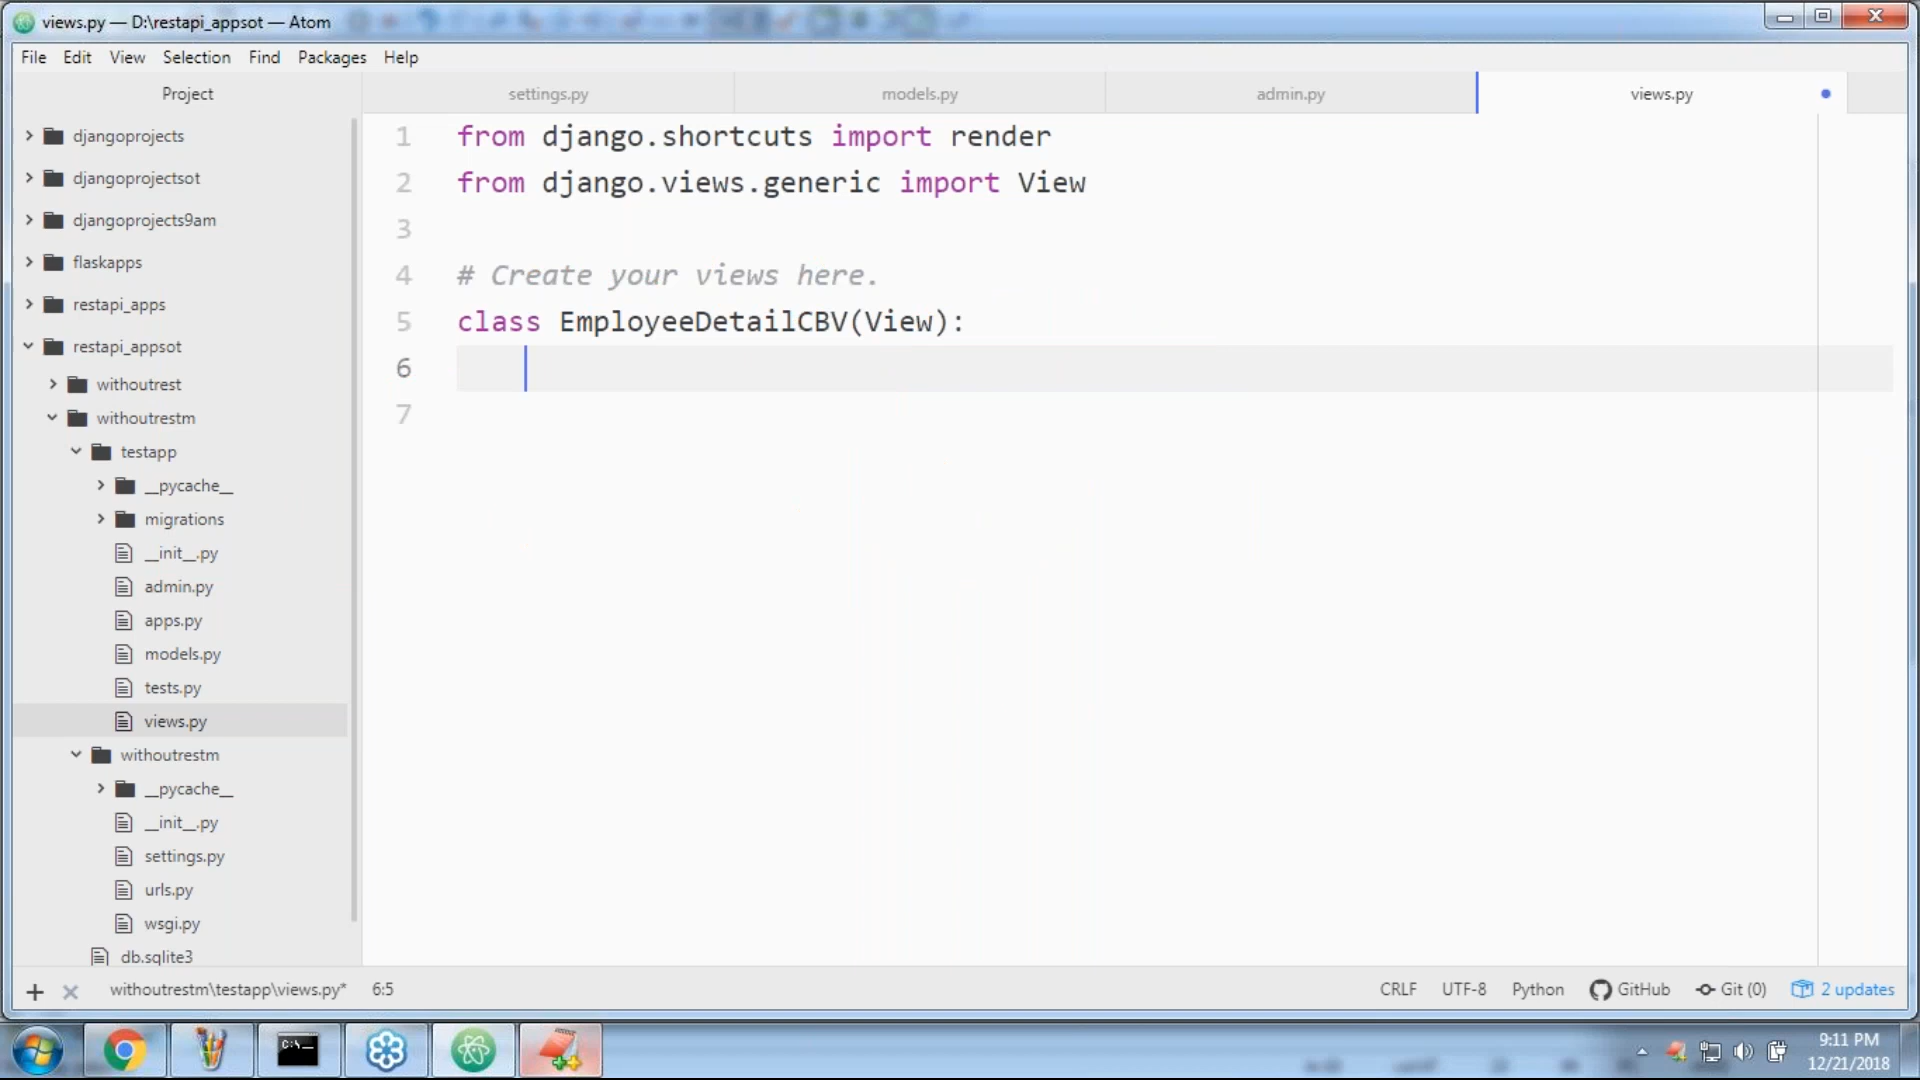 views.py — D:\restapi_appsot — Atom
File Edit View Selection Find Packages Help
Project
settings.py
models.py
admin.py
views.py
djangoprojects
djangoprojectsot
djangoprojects9am
flaskapps
restapi_apps
restapi_appsot
withoutrest
withoutrestm
testapp
__pycache__
migrations
__init__.py
admin.py
apps.py
models.py
tests.py
views.py
withoutrestm
__pycache__
__init__.py
settings.py
urls.py
wsgi.py
db.sqlite3
1 from django.shortcuts import render
2 from django.views.generic import View
3
4 # Create your views here.
5 class EmployeeDetailCBV(View):
6
7
withoutrestm\testapp\views.py* 6:5
CRLF UTF-8 Python GitHub Git (0) 2 updates
C:\_
9:11 PM
12/21/2018